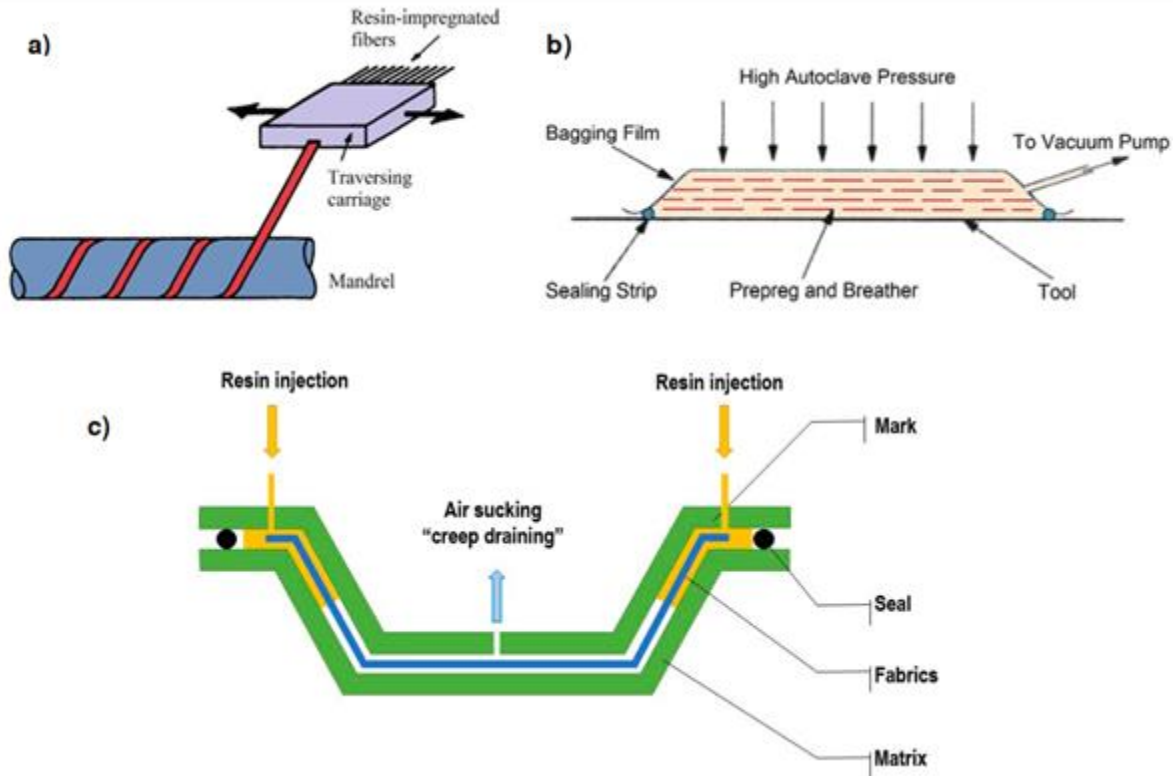 a)
Resin-impregnated
fibers
Traversing
carriage
Mandrel
b)
High Autoclave Pressure
Bagging Film
To Vacuum Pump
Sealing Strip
Prepreg and Breather
Tool
c)
Resin injection
Resin injection
Air sucking
“creep draining”
Mark
Seal
Fabrics
Matrix